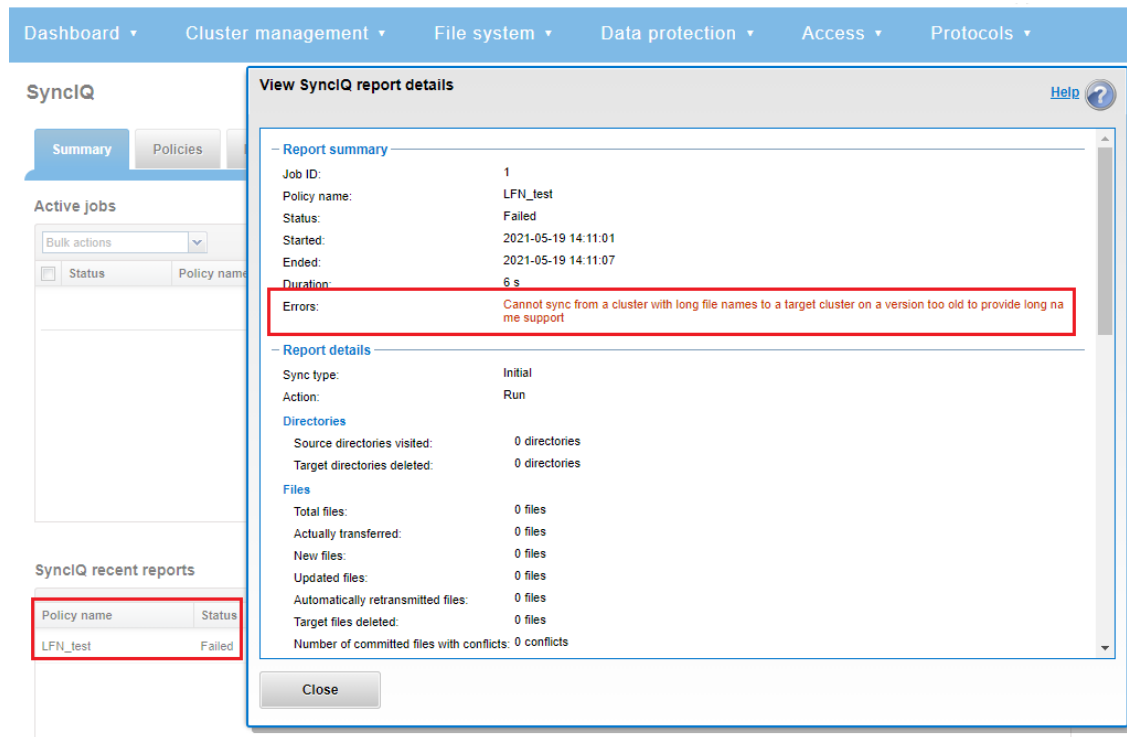 Dashboard Cluster management File system Data protection Access Protocols
SyncIQ
Summary Policies
Active jobs
Bulk actions
Status Policy name
SyncIQ recent reports
Policy name Status
LFN_test Failed
View SyncIQ report details
Help
Report summary
Job ID: 1
Policy name: LFN_test
Status: Failed
Started: 2021-05-19 14:11:01
Ended: 2021-05-19 14:11:07
Duration: 6 s
Errors: Cannot sync from a cluster with long file names to a target cluster on a version too old to provide long na
me support
Report details
Sync type: Initial
Action: Run
Directories
Source directories visited: 0 directories
Target directories deleted: 0 directories
Files
Total files: 0 files
Actually transferred: 0 files
New files: 0 files
Updated files: 0 files
Automatically retransmitted files: 0 files
Target files deleted: 0 files
Number of committed files with conflicts: 0 conflicts
Close